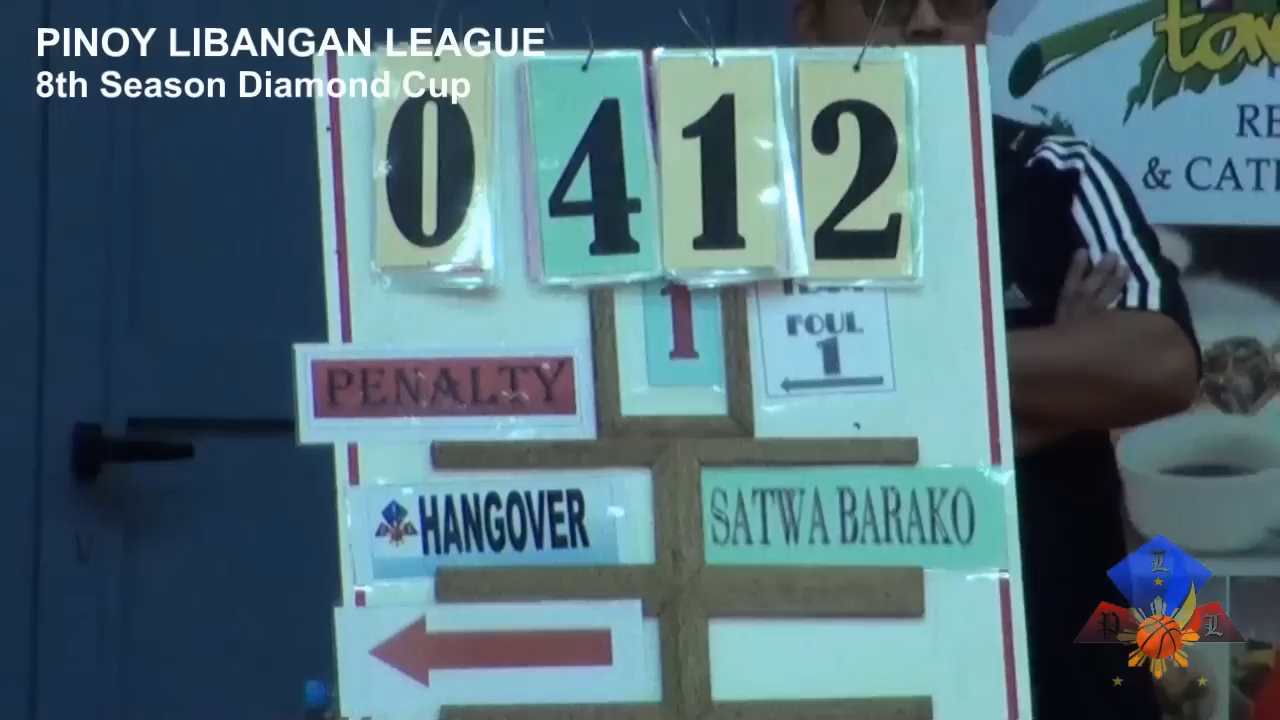 PINOY LIBANGAN LEAGUE
8th Season Diamond Cup
0 4 1 2
1
FOUL
1
PENALTY
HANGOVER
SATWA BARAKO
& CAT
P L L